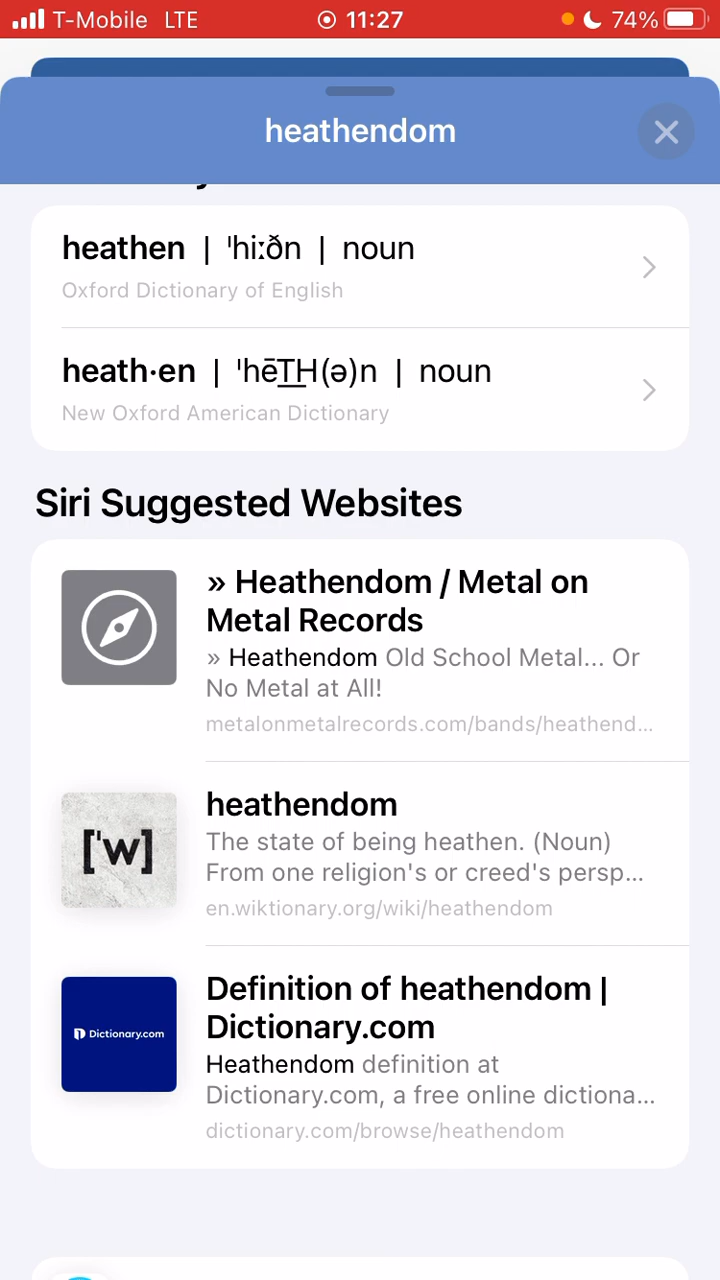 T-Mobile LTE 11:27 74%
heathendom
heathen | ˈhiːðn | noun
Oxford Dictionary of English
heath·en | ˈhēT͟H(ə)n | noun
New Oxford American Dictionary
Siri Suggested Websites
» Heathendom / Metal on
Metal Records
» Heathendom Old School Metal... Or
No Metal at All!
metalonmetalrecords.com/bands/heathend...
['w]
heathendom
The state of being heathen. (Noun)
From one religion's or creed's persp...
en.wiktionary.org/wiki/heathendom
Dictionary.com
Definition of heathendom |
Dictionary.com
Heathendom definition at
Dictionary.com, a free online dictiona...
dictionary.com/browse/heathendom